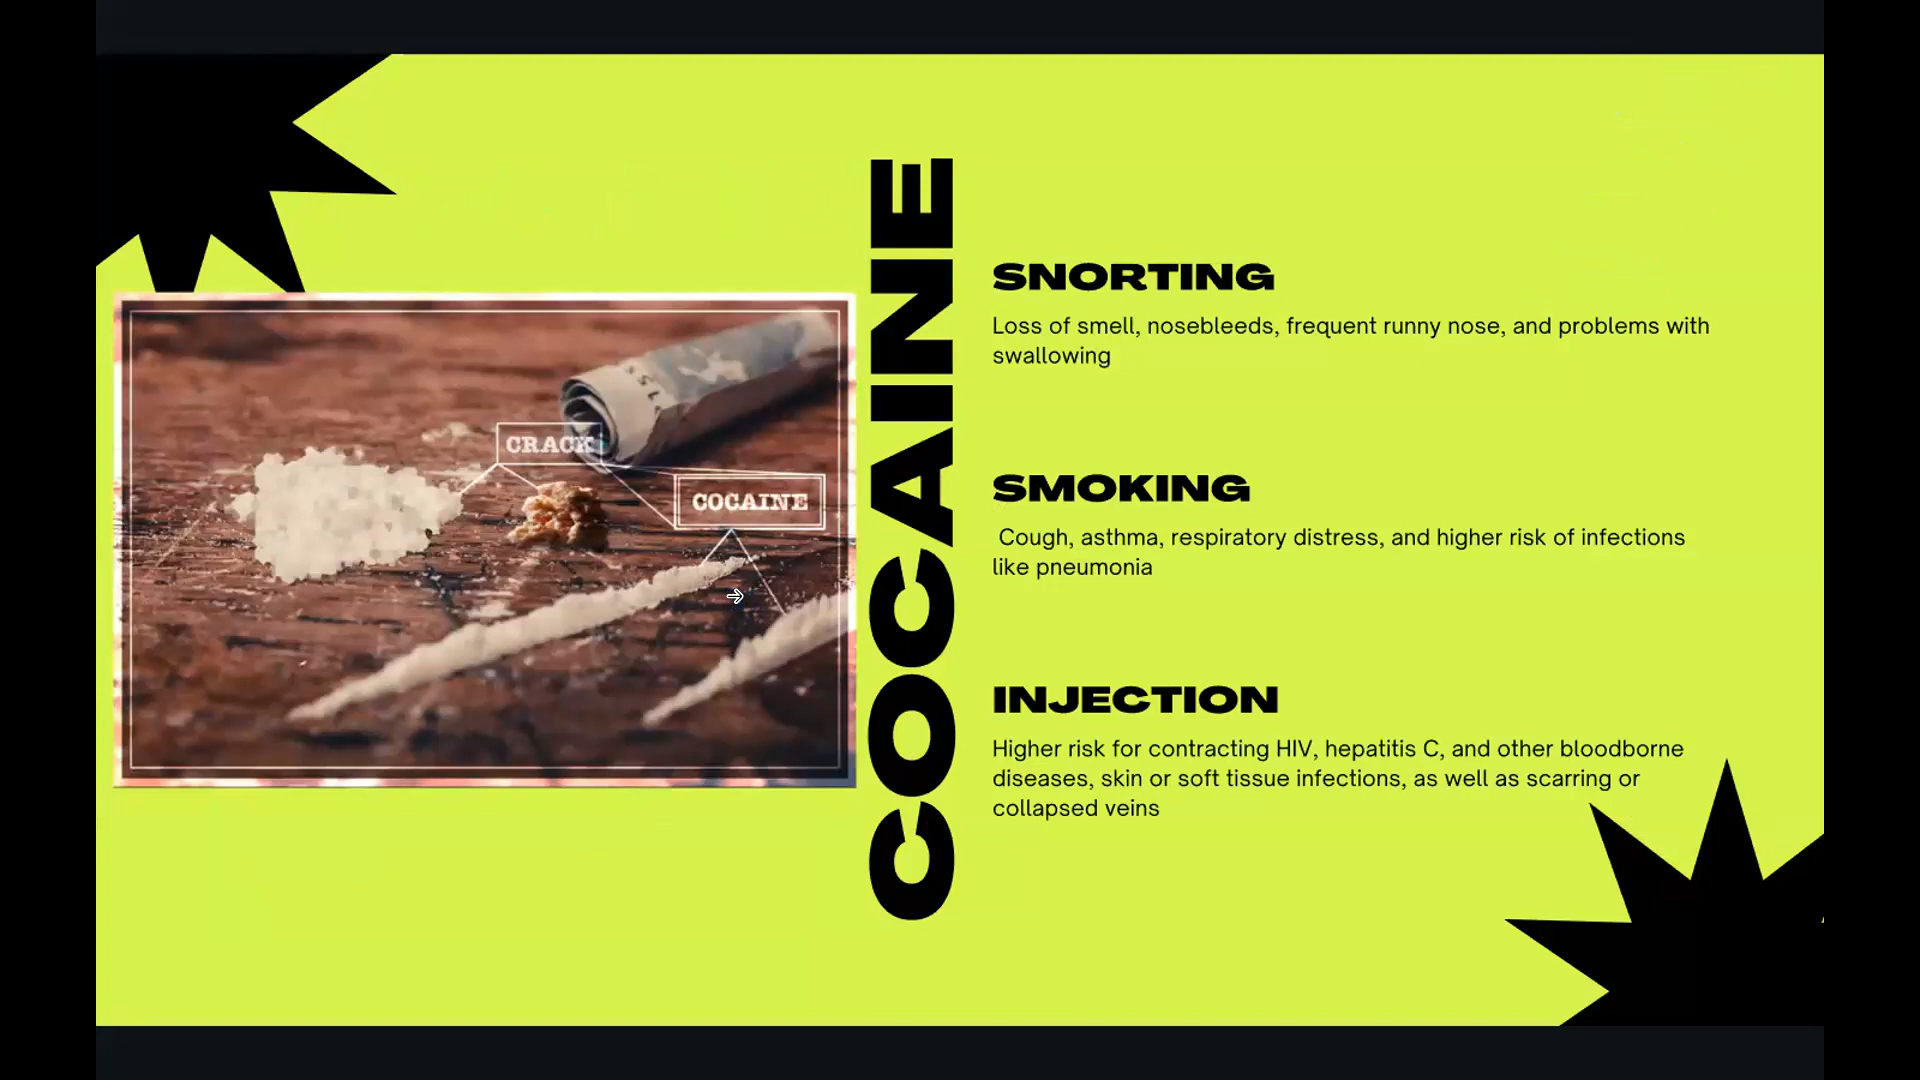 CRACK
COCAINE
COCAINE
SNORTING
Loss of smell, nosebleeds, frequent runny nose, and problems with
swallowing
SMOKING
Cough, asthma, respiratory distress, and higher risk of infections
like pneumonia
INJECTION
Higher risk for contracting HIV, hepatitis C, and other bloodborne
diseases, skin or soft tissue infections, as well as scarring or
collapsed veins